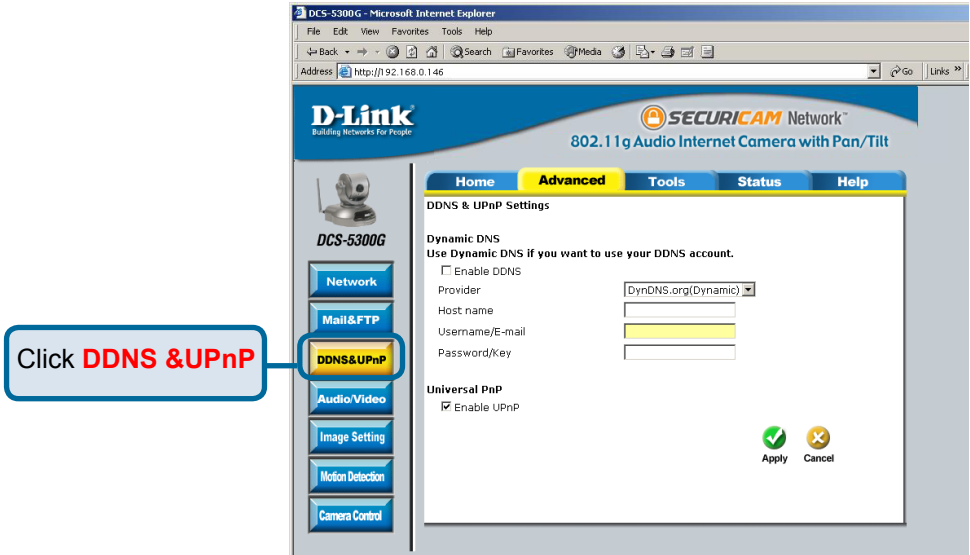 DCS-5300G - Microsoft Internet Explorer
File Edit View Favorites Tools Help
Back Search Favorites Media
Address http://192.168.0.146 Go Links »
D-Link
Building Networks For People
SECURICAM Network™
802.11g Audio Internet Camera with Pan/Tilt
Home Advanced Tools Status Help
DCS-5300G
Network
Mail&FTP
DDNS&UPnP
Audio/Video
Image Setting
Motion Detection
Camera Control
Click DDNS &UPnP
DDNS & UPnP Settings
Dynamic DNS
Use Dynamic DNS if you want to use your DDNS account.
Enable DDNS
Provider DynDNS.org(Dynamic)
Host name
Username/E-mail
Password/Key
Universal PnP
Enable UPnP
Apply Cancel